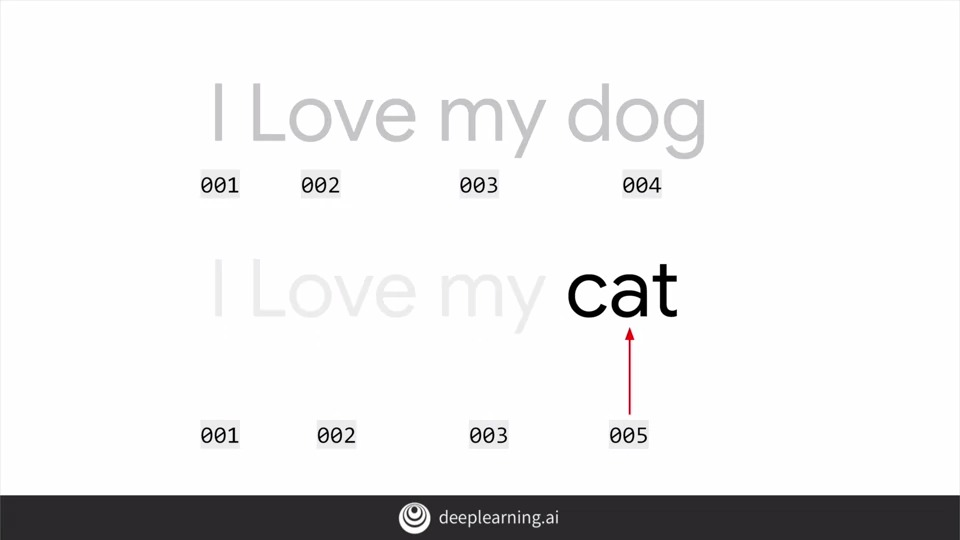 I Love my dog
001 002 003 004
I Love my cat
001 002 003 005
deeplearning.ai